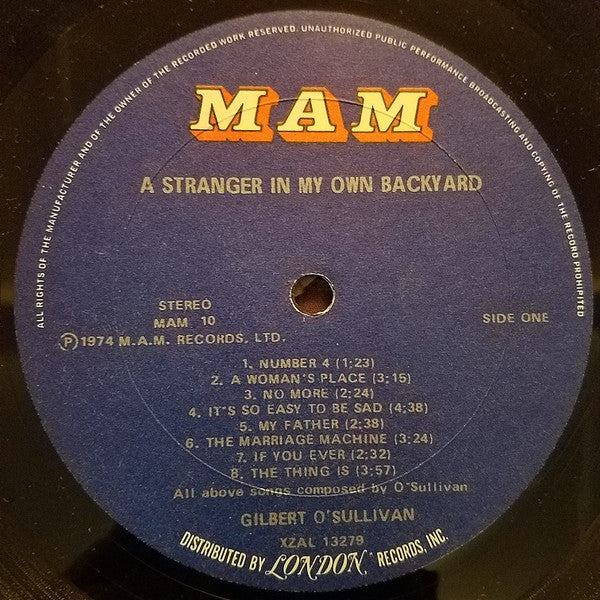 ALL RIGHTS OF THE MANUFACTURER AND OF THE OWNER OF THE RECORDED WORK RESERVED. UNAUTHORIZED PUBLIC PERFORMANCE BROADCASTING AND COPYING OF THE RECORD PROHIBITED
MAM
A STRANGER IN MY OWN BACKYARD
STEREO
MAM 10
SIDE ONE
Ⓟ1974 M.A.M. RECORDS, LTD.
1. NUMBER 4 (1:23)
2. A WOMAN'S PLACE (3:15)
3. NO MORE (2:24)
4. IT'S SO EASY TO BE SAD (4:38)
5. MY FATHER (2:38)
6. THE MARRIAGE MACHINE (3:24)
7. IF YOU EVER (2:32)
8. THE THING IS (3:57)
All above songs composed by O'Sullivan
GILBERT O'SULLIVAN
XZAL 13279
DISTRIBUTED BY LONDON® RECORDS, INC.